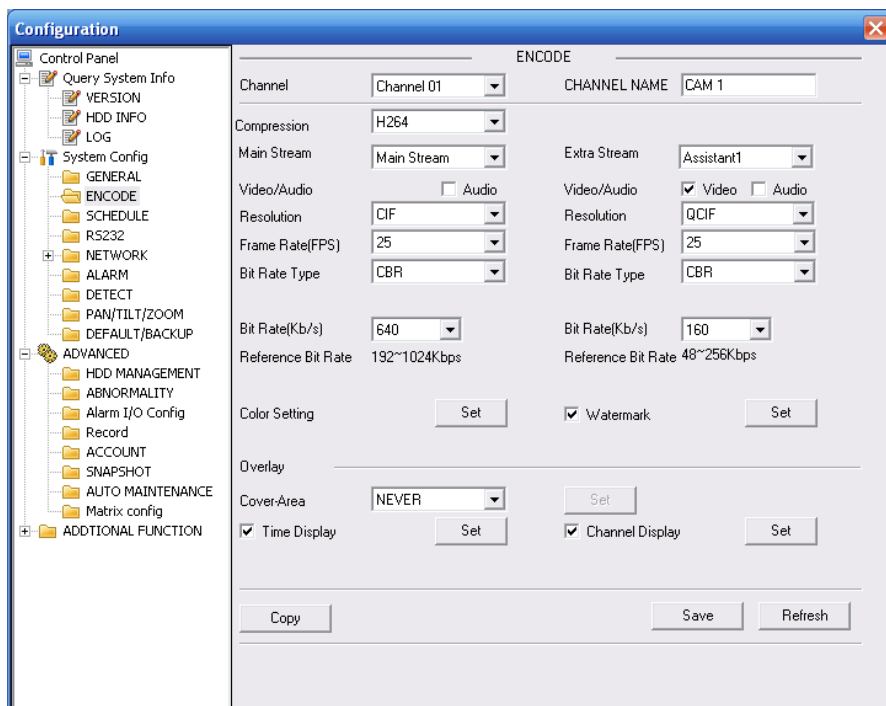 Configuration
Control Panel
Query System Info
VERSION
HDD INFO
LOG
System Config
GENERAL
ENCODE
SCHEDULE
RS232
NETWORK
ALARM
DETECT
PAN/TILT/ZOOM
DEFAULT/BACKUP
ADVANCED
HDD MANAGEMENT
ABNORMALITY
Alarm I/O Config
Record
ACCOUNT
SNAPSHOT
AUTO MAINTENANCE
Matrix config
ADDTIONAL FUNCTION
ENCODE
Channel Channel 01 CHANNEL NAME CAM 1
Compression H264
Main Stream Main Stream Extra Stream Assistant1
Video/Audio Audio Video/Audio Video Audio
Resolution CIF Resolution QCIF
Frame Rate(FPS) 25 Frame Rate(FPS) 25
Bit Rate Type CBR Bit Rate Type CBR
Bit Rate(Kb/s) 640 Bit Rate(Kb/s) 160
Reference Bit Rate 192~1024Kbps Reference Bit Rate 48~256Kbps
Color Setting Set Watermark Set
Overlay
Cover-Area NEVER Set
Time Display Set Channel Display Set
Copy Save Refresh